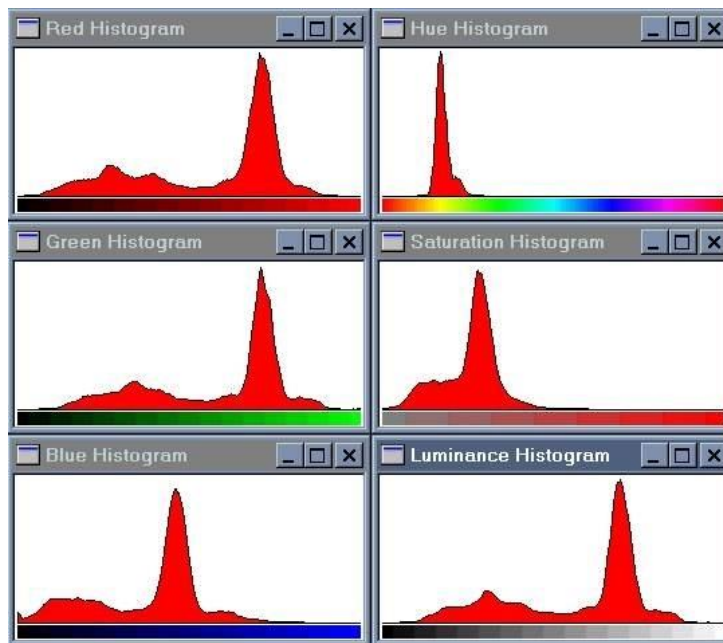 Red Histogram
Hue Histogram
Green Histogram
Saturation Histogram
Blue Histogram
Luminance Histogram